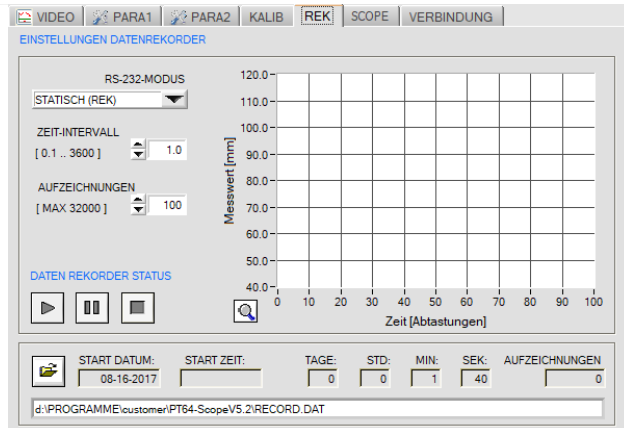 VIDEO PARA1 PARA2 KALIB REK SCOPE VERBINDUNG
EINSTELLUNGEN DATENREKORDER
RS-232-MODUS
STATISCH (REK)
ZEIT-INTERVALL
[ 0.1 .. 3600 ] 1.0
AUFZEICHNUNGEN
[ MAX 32000 ] 100
DATEN REKORDER STATUS
Messwert [mm]
120.0
110.0
100.0
90.0
80.0
70.0
60.0
50.0
40.0
0 10 20 30 40 50 60 70 80 90 100
Zeit [Abtastungen]
START DATUM: START ZEIT: TAGE: STD: MIN: SEK: AUFZEICHNUNGEN
08-16-2017 0 0 1 40 0
d:\PROGRAMME\customer\PT64-ScopeV5.2\RECORD.DAT